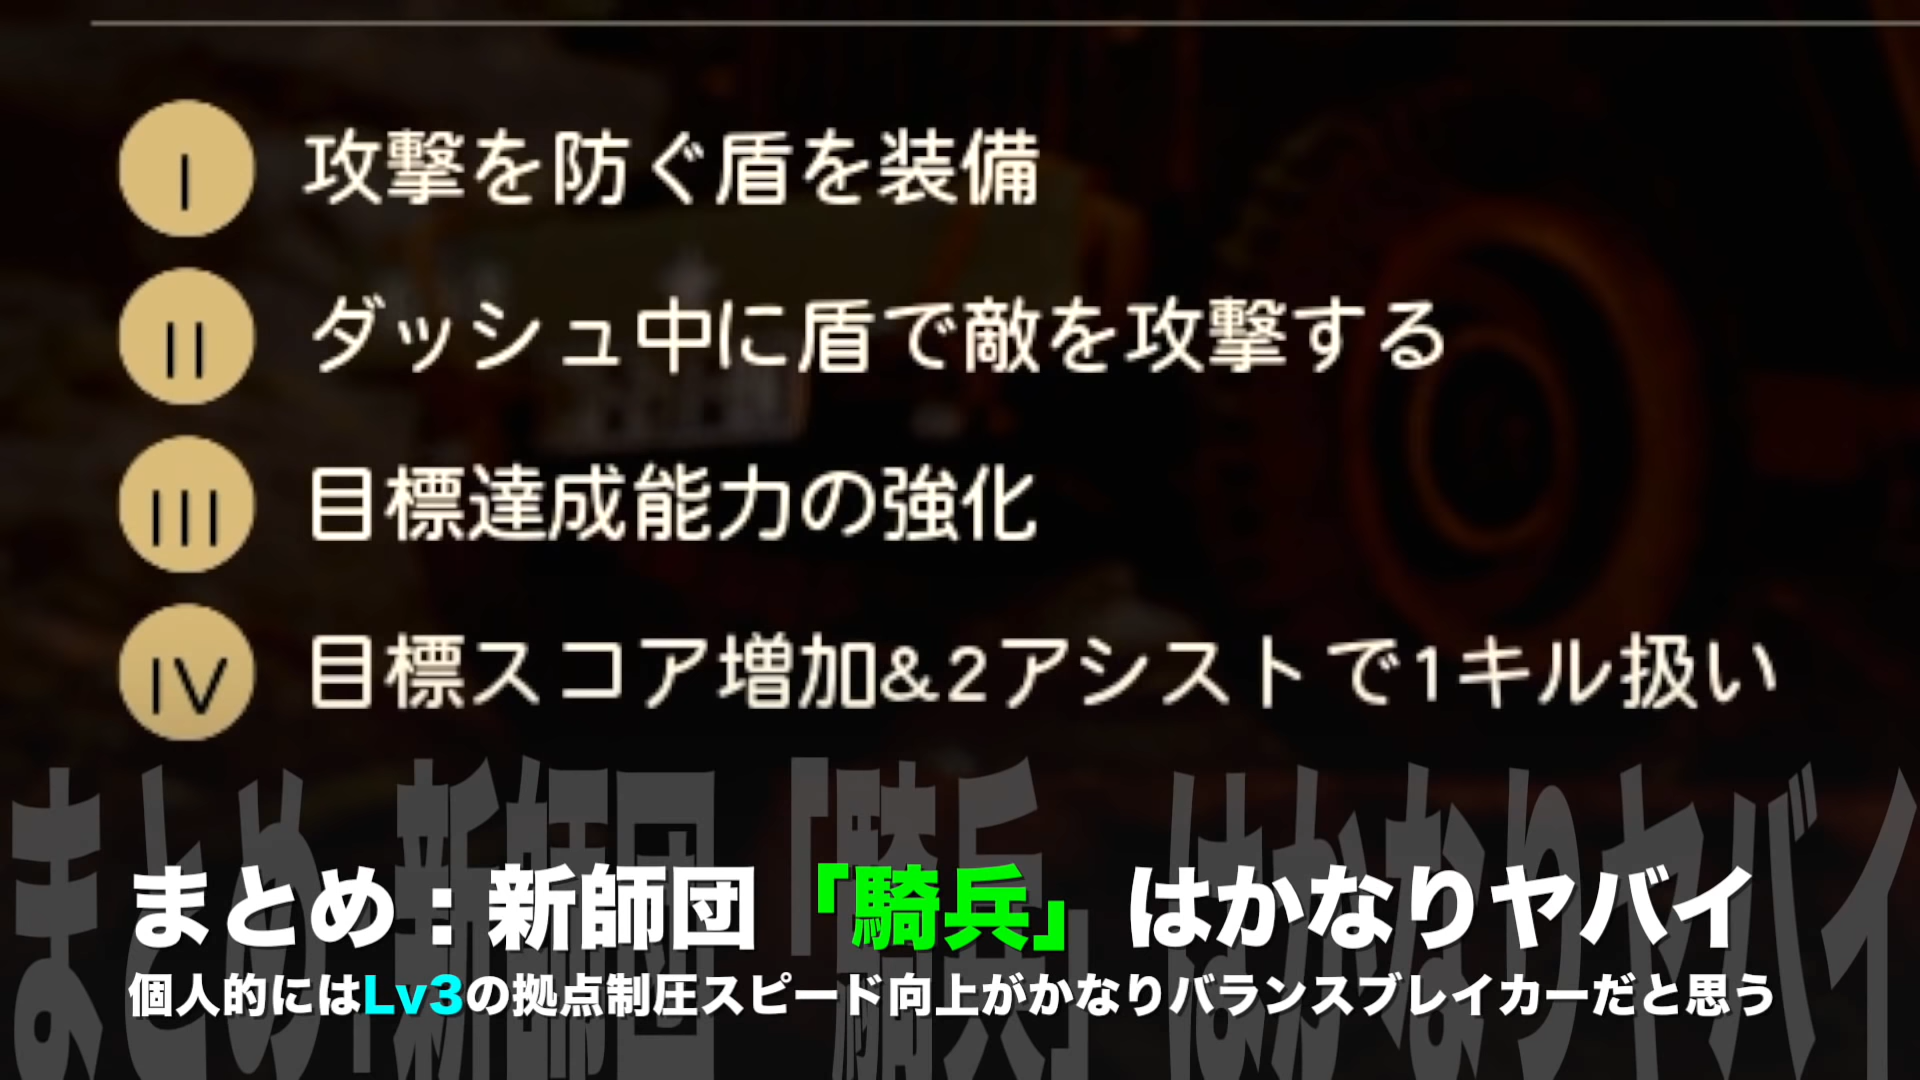 I 攻撃を防ぐ盾を装備
II ダッシュ中に盾で敵を攻撃する
III 目標達成能力の強化
IV 目標スコア増加&2アシストで1キル扱い
まとめ：新師団「騎兵」はかなりヤバイ
まとめ：新師団「騎兵」はかなりヤバイ
個人的にはLv3の拠点制圧スピード向上がかなりバランスブレイカーだと思う